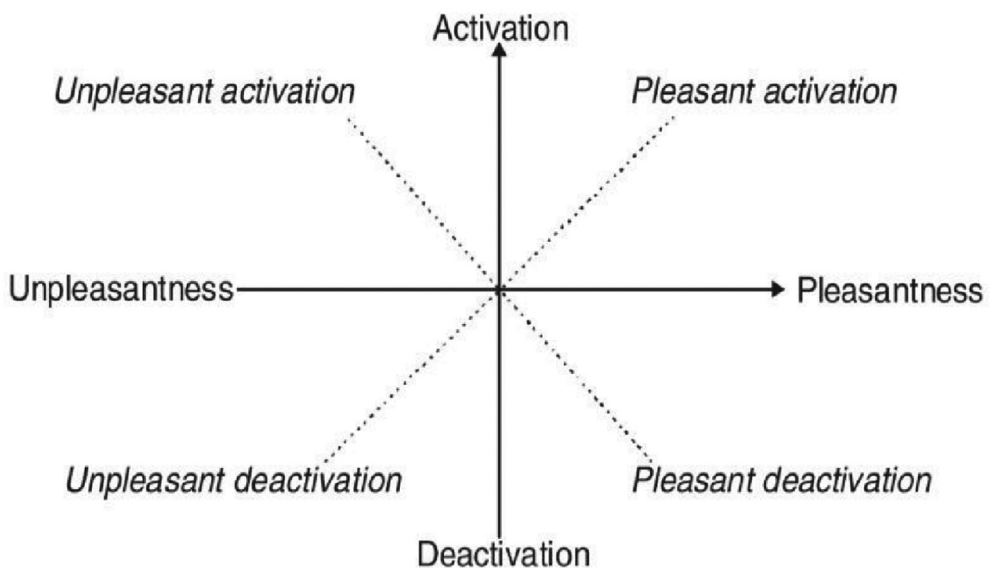 Activation
Unpleasant activation
Pleasant activation
Unpleasantness
Pleasantness
Unpleasant deactivation
Pleasant deactivation
Deactivation